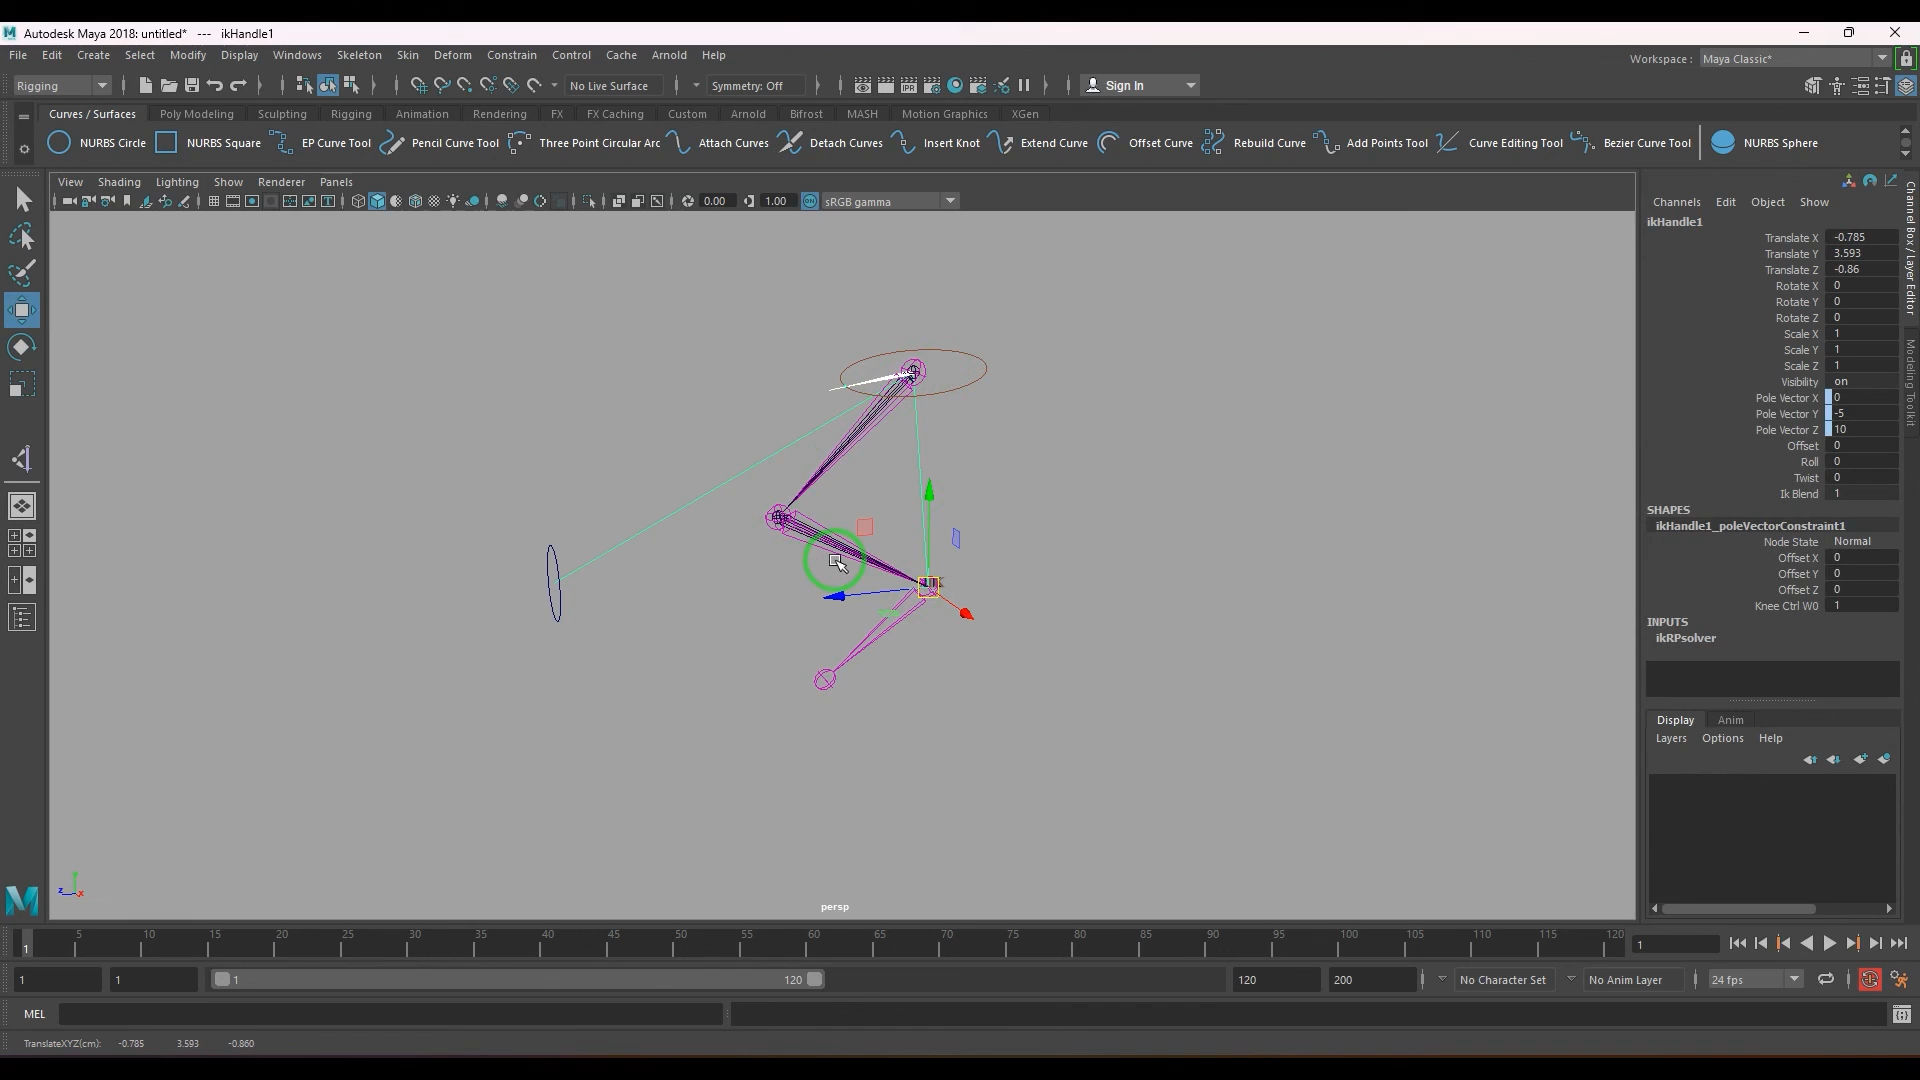 Autodesk Maya 2018: untitled* --- ikHandle1
File Edit Create Select Modify Display Windows Skeleton Skin Deform Constrain Control Cache Arnold Help
Workspace : Maya Classic*
Rigging No Live Surface Symmetry: Off Sign In
Curves / Surfaces Poly Modeling Sculpting Rigging Animation Rendering FX FX Caching Custom Arnold Bifrost MASH Motion Graphics XGen
NURBS Circle NURBS Square EP Curve Tool Pencil Curve Tool Three Point Circular Arc Attach Curves Detach Curves Insert Knot Extend Curve Offset Curve Rebuild Curve Add Points Tool Curve Editing Tool Bezier Curve Tool NURBS Sphere
View Shading Lighting Show Renderer Panels
0.00 1.00 sRGB gamma
Channels Edit Object Show
ikHandle1
Translate X -0.785
Translate Y 3.593
Translate Z -0.86
Rotate X 0
Rotate Y 0
Rotate Z 0
Scale X 1
Scale Y 1
Scale Z 1
Visibility on
Pole Vector X 0
Pole Vector Y -5
Pole Vector Z 10
Offset 0
Roll 0
Twist 0
Ik Blend 1
SHAPES
ikHandle1_poleVectorConstraint1
Node State Normal
Offset X 0
Offset Y 0
Offset Z 0
Knee Ctrl W0 1
INPUTS
ikRPsolver
Display Anim
Layers Options Help
Channel Box / Layer Editor
Modeling Toolkit
y
z x
persp
5 10 15 20 25 30 35 40 45 50 55 60 65 70 75 80 85 90 95 100 105 110 115 120
1 1
1 1 1 120 120 200 No Character Set No Anim Layer 24 fps
MEL
TranslateXYZ(cm): -0.785 3.593 -0.860